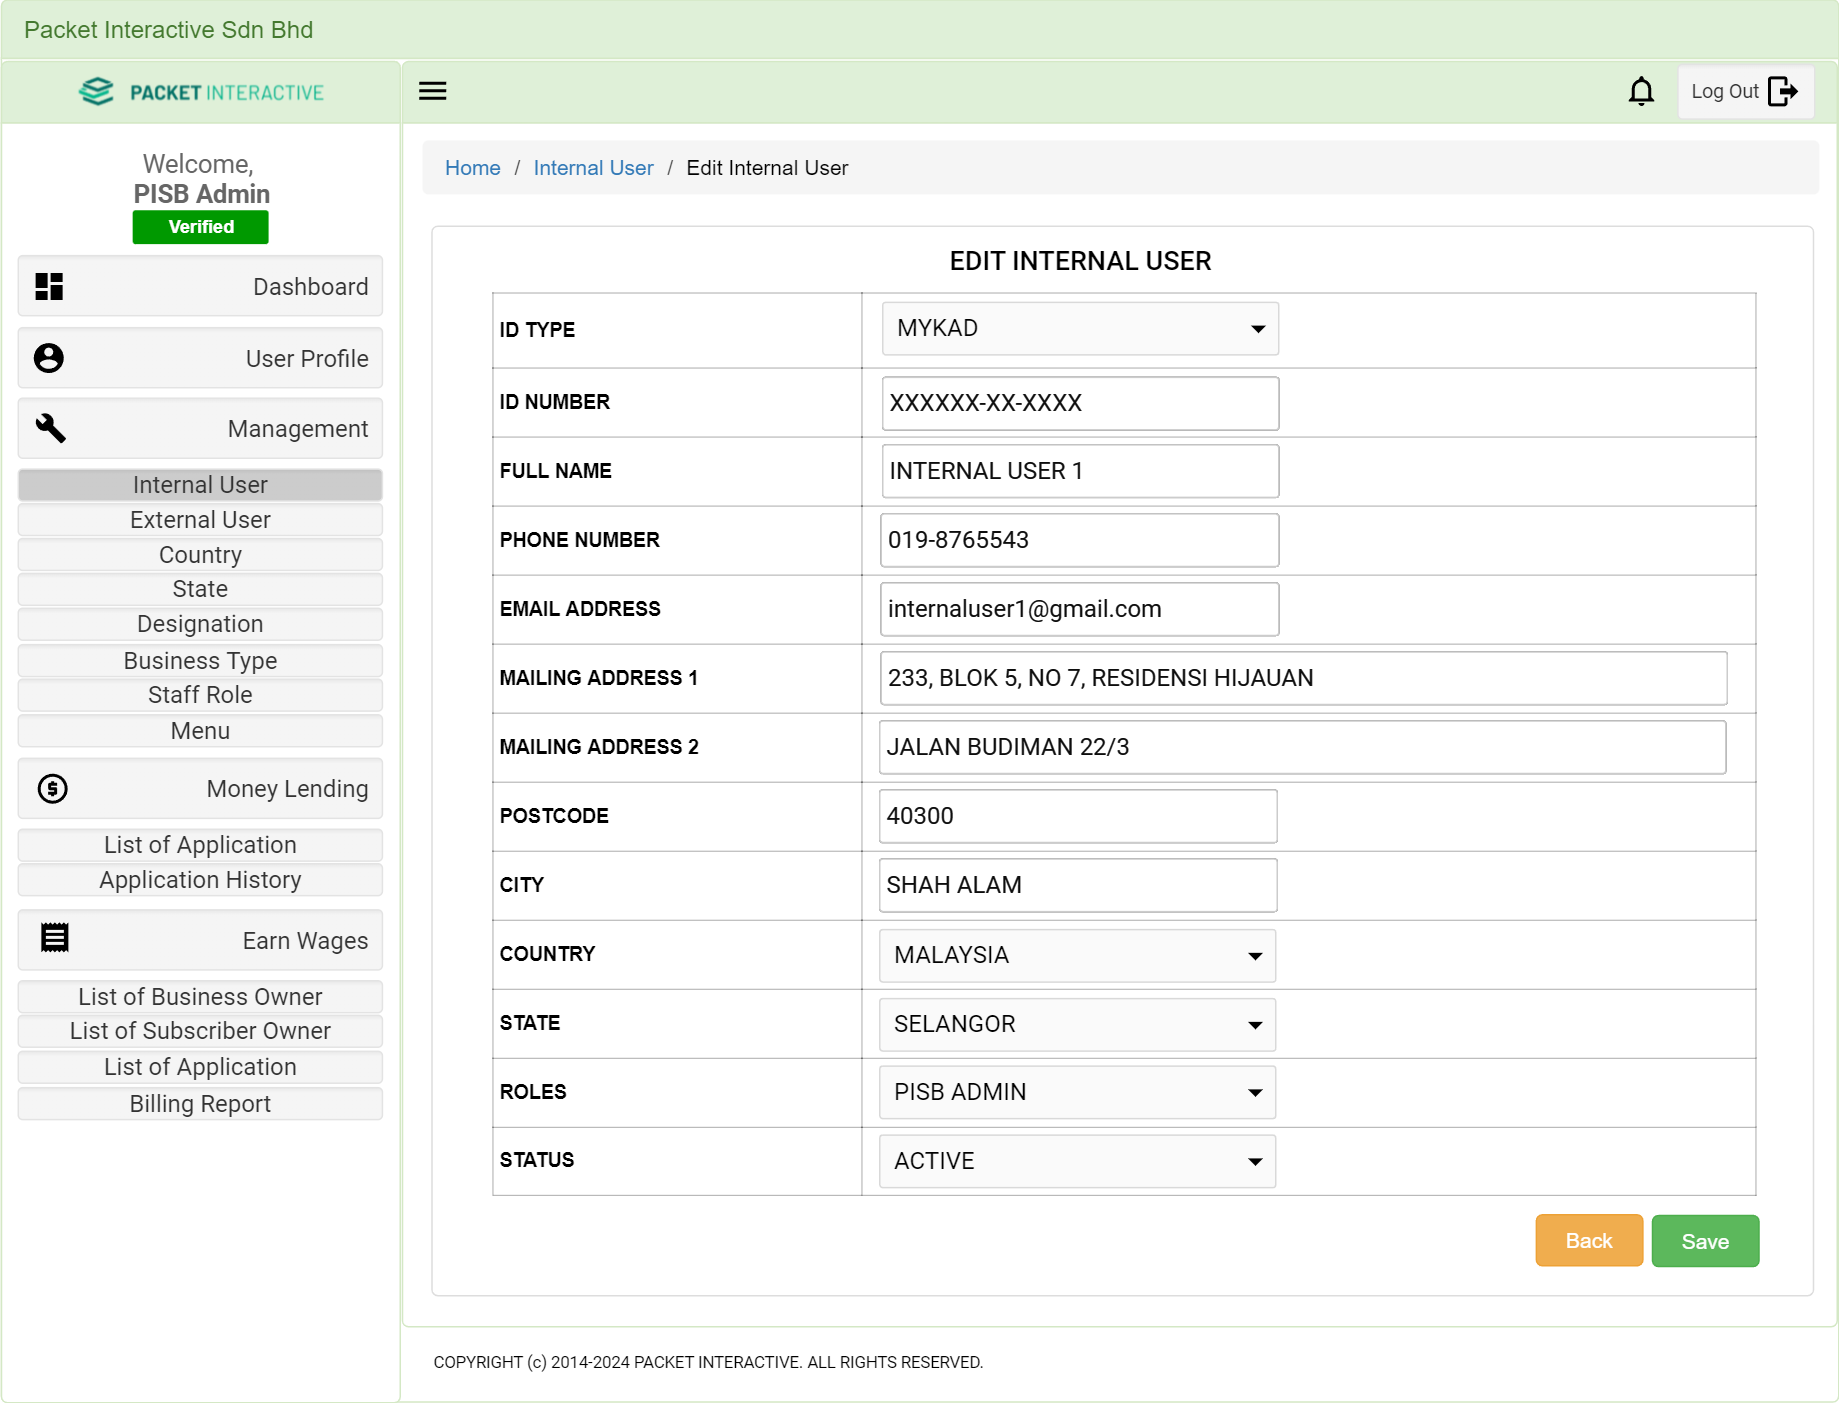 Packet Interactive Sdn Bhd
PACKET INTERACTIVE
Log Out
Welcome,
PISB Admin
Verified
Dashboard
User Profile
Management
Internal User
External User
Country
State
Designation
Business Type
Staff Role
Menu
Money Lending
List of Application
Application History
Earn Wages
List of Business Owner
List of Subscriber Owner
List of Application
Billing Report
Home / Internal User / Edit Internal User
EDIT INTERNAL USER
ID TYPE MYKAD
ID NUMBER XXXXXX-XX-XXXX
FULL NAME INTERNAL USER 1
PHONE NUMBER 019-8765543
EMAIL ADDRESS internaluser1@gmail.com
MAILING ADDRESS 1 233, BLOK 5, NO 7, RESIDENSI HIJAUAN
MAILING ADDRESS 2 JALAN BUDIMAN 22/3
POSTCODE 40300
CITY SHAH ALAM
COUNTRY MALAYSIA
STATE SELANGOR
ROLES PISB ADMIN
STATUS ACTIVE
Back Save
COPYRIGHT (c) 2014-2024 PACKET INTERACTIVE. ALL RIGHTS RESERVED.